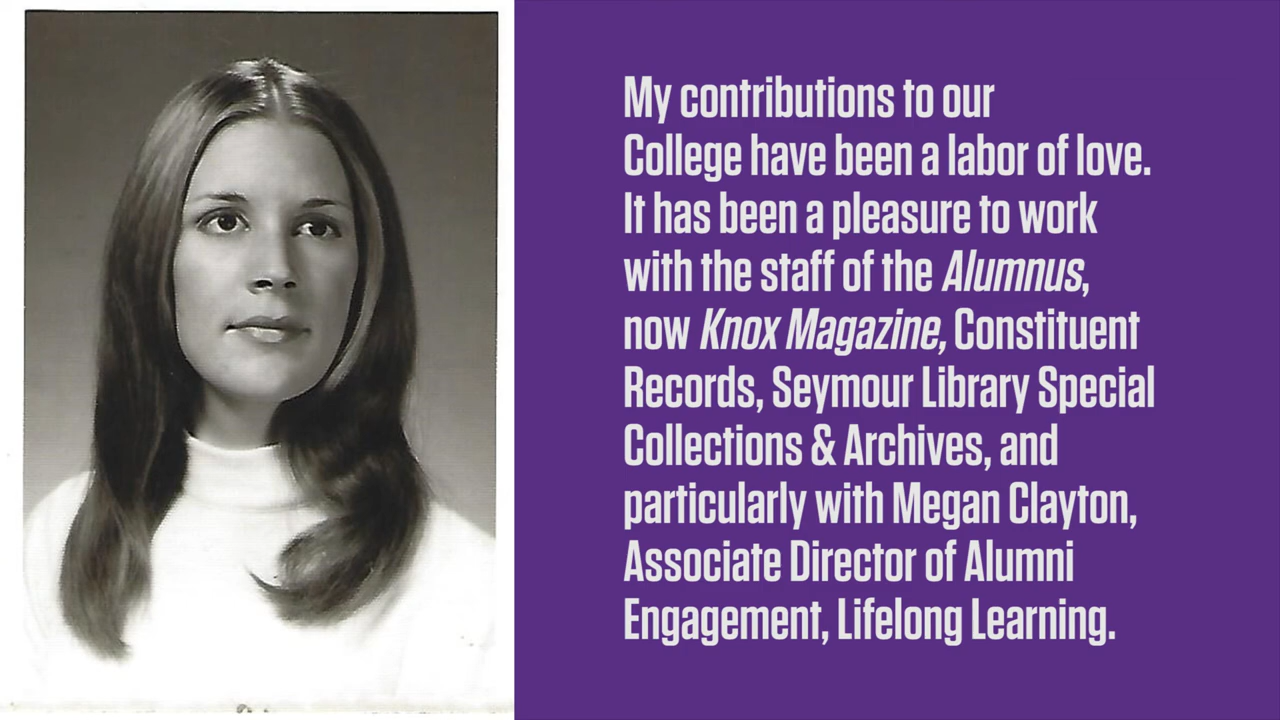 My contributions to our
College have been a labor of love.
It has been a pleasure to work
with the staff of the Alumnus,
now Knox Magazine, Constituent
Records, Seymour Library Special
Collections & Archives, and
particularly with Megan Clayton,
Associate Director of Alumni
Engagement, Lifelong Learning.